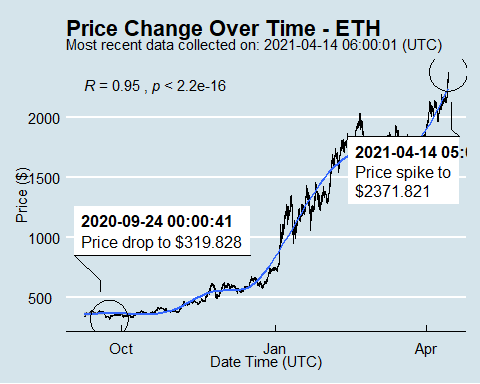 Price Change Over Time - ETH
Most recent data collected on: 2021-04-14 06:00:01 (UTC)
R = 0.95 , p < 2.2e-16
2000
1500
1000
500
Price ($)
2021-04-14 05:0
Price spike to
$2371.821
2020-09-24 00:00:41
Price drop to $319.828
Oct
Jan
Apr
Date Time (UTC)